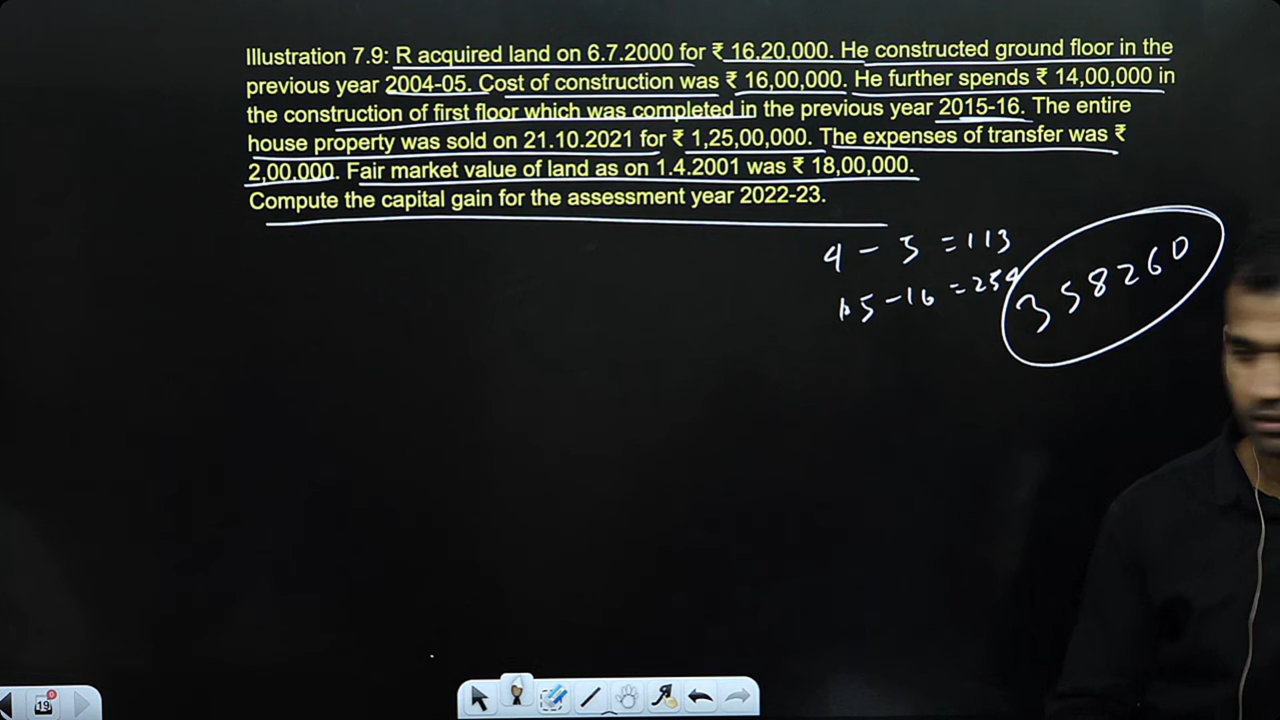 Illustration 7.9: R acquired land on 6.7.2000 for ₹ 16,20,000. He constructed ground floor in the
previous year 2004-05. Cost of construction was ₹ 16,00,000. He further spends ₹ 14,00,000 in
the construction of first floor which was completed in the previous year 2015-16. The entire
house property was sold on 21.10.2021 for ₹ 1,25,00,000. The expenses of transfer was ₹
2,00,000. Fair market value of land as on 1.4.2001 was ₹ 18,00,000.
Compute the capital gain for the assessment year 2022-23.
4 - 5 = 113
15 - 16 = 254
358260
19
0